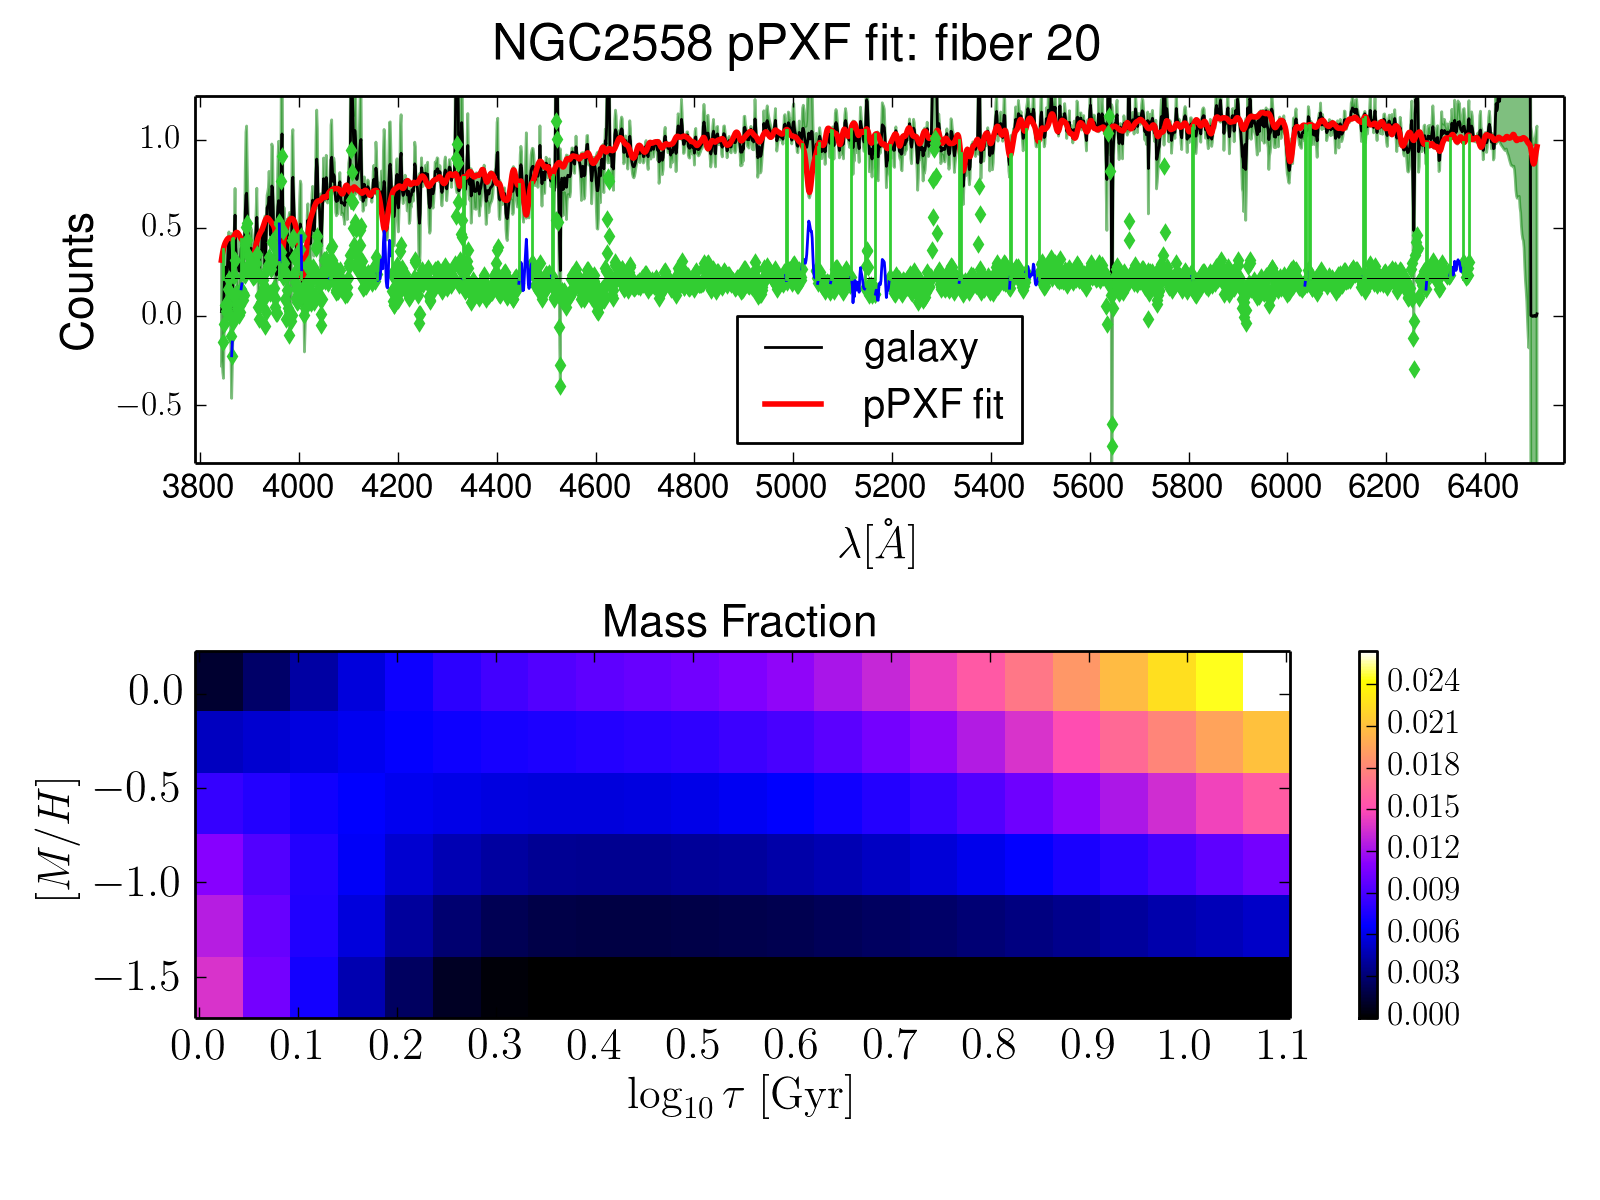 NGC2558 pPXF fit: fiber 20
1.0
0.5
0.0
−0.5
Counts
galaxy
pPXF fit
3800 4000 4200 4400 4600 4800 5000 5200 5400 5600 5800 6000 6200 6400
λ[Å]
Mass Fraction
0.0
−0.5
−1.0
−1.5
[M/H]
0.0 0.1 0.2 0.3 0.4 0.5 0.6 0.7 0.8 0.9 1.0 1.1
log₁₀ τ [Gyr]
0.024
0.021
0.018
0.015
0.012
0.009
0.006
0.003
0.000